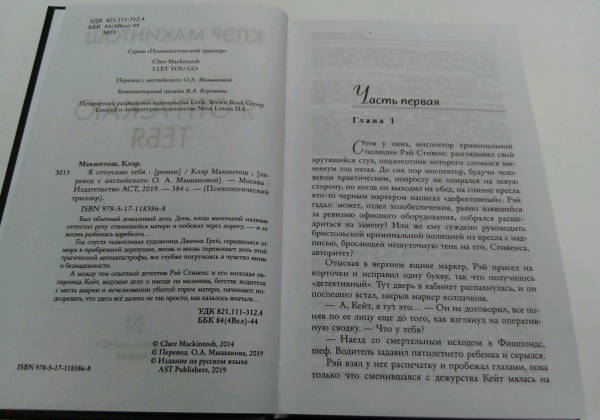 УДК 821.111-312.4
ББК 84(4Вел)-44
М15
Серия «Психологический триллер»
Clare Mackintosh
I LET YOU GO
Перевод с английского О.А. Мышаковой
Компьютерный дизайн В.А. Воронина
Печатается с разрешения издательства Little, Brown Book Group
Limited и литературного агентства Nova Littera SIA
Макинтош, Клэр.
М15 Я отпускаю тебя : [роман] / Клэр Макинтош ; [пе-
ревод с английского О. А. Мышаковой]. — Москва :
Издательство АСТ, 2019. — 384 с. — (Психологический
триллер).
ISBN 978-5-17-118386-8
Был обычный дождливый день. День, когда маленький мальчик
отпустил руку отвлекшейся матери и побежал через дорогу, — и ее
жизнь разбилась вдребезги...
Год спустя талантливая художница Дженна Грей, скрывшаяся от
мира в прибрежной деревушке, вновь и вновь переживает день этой
трагической автокатастрофы, все глубже погружаясь в чувство вины
и безнадежности.
А между тем опытный детектив Рэй Стивенс и его молодая на-
парница Кейт, ведущие дело о наезде на мальчика, бегстве водителя
с места аварии и исчезновении убитой горем матери, начинают по-
дозревать, что здесь всё далеко не так просто, как казалось вначале...
УДК 821.111-312.4
ББК 84(4Вел)-44
© Clare Mackintosh, 2014
© Перевод. О.А. Мышакова, 2019
© Издание на русском языке
AST Publishers, 2019
ISBN 978-5-17-118386-8
Часть первая
Глава 1
Стоя у окна, инспектор криминальной
полиции Рэй Стивенс разглядывал свой
крутящийся стул, подлокотник которого сломался ми-
нимум год назад. До сих пор инспектор, будучи чело-
веком практичным, попросту не опирался на левую
сторону, но когда он выходил на обед, на спинке кресла
кто-то черным маркером написал «дефективный». Рэй
гадал: может, отдел хозобеспечения, рьяно взявшийся
за ревизию офисного оборудования, собрался расще-
дриться на замену? Или же ему суждено руководить
бристольской криминальной полицией из кресла с над-
писью, бросающей нешуточную тень на его, Стивенса,
авторитет?
Отыскав в верхнем ящике маркер, Рэй присел на
корточки и исправил одну букву, так что получилось
«детективный». Тут дверь в кабинет распахнулась, и он
поспешно встал, закрыв маркер колпачком.
— А, Кейт, я тут это... — Он не договорил, все по-
няв по ее лицу еще до того, как взглянул на оператив-
ную сводку. — Что у тебя?
— Наезд со смертельным исходом в Фишпондс,
шеф. Водитель задавил пятилетнего ребенка и скрылся.
Рэй взял у нее распечатку и пробежал глазами, пока
только что сменившаяся с дежурства Кейт мялась на